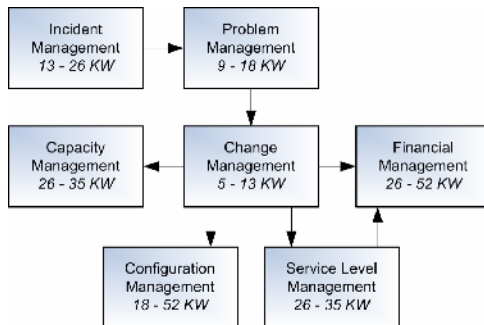 Incident
Management
13 - 26 KW
Problem
Management
9 - 18 KW
Capacity
Management
26 - 35 KW
Change
Management
5 - 13 KW
Financial
Management
26 - 52 KW
Configuration
Management
18 - 52 KW
Service Level
Management
26 - 35 KW